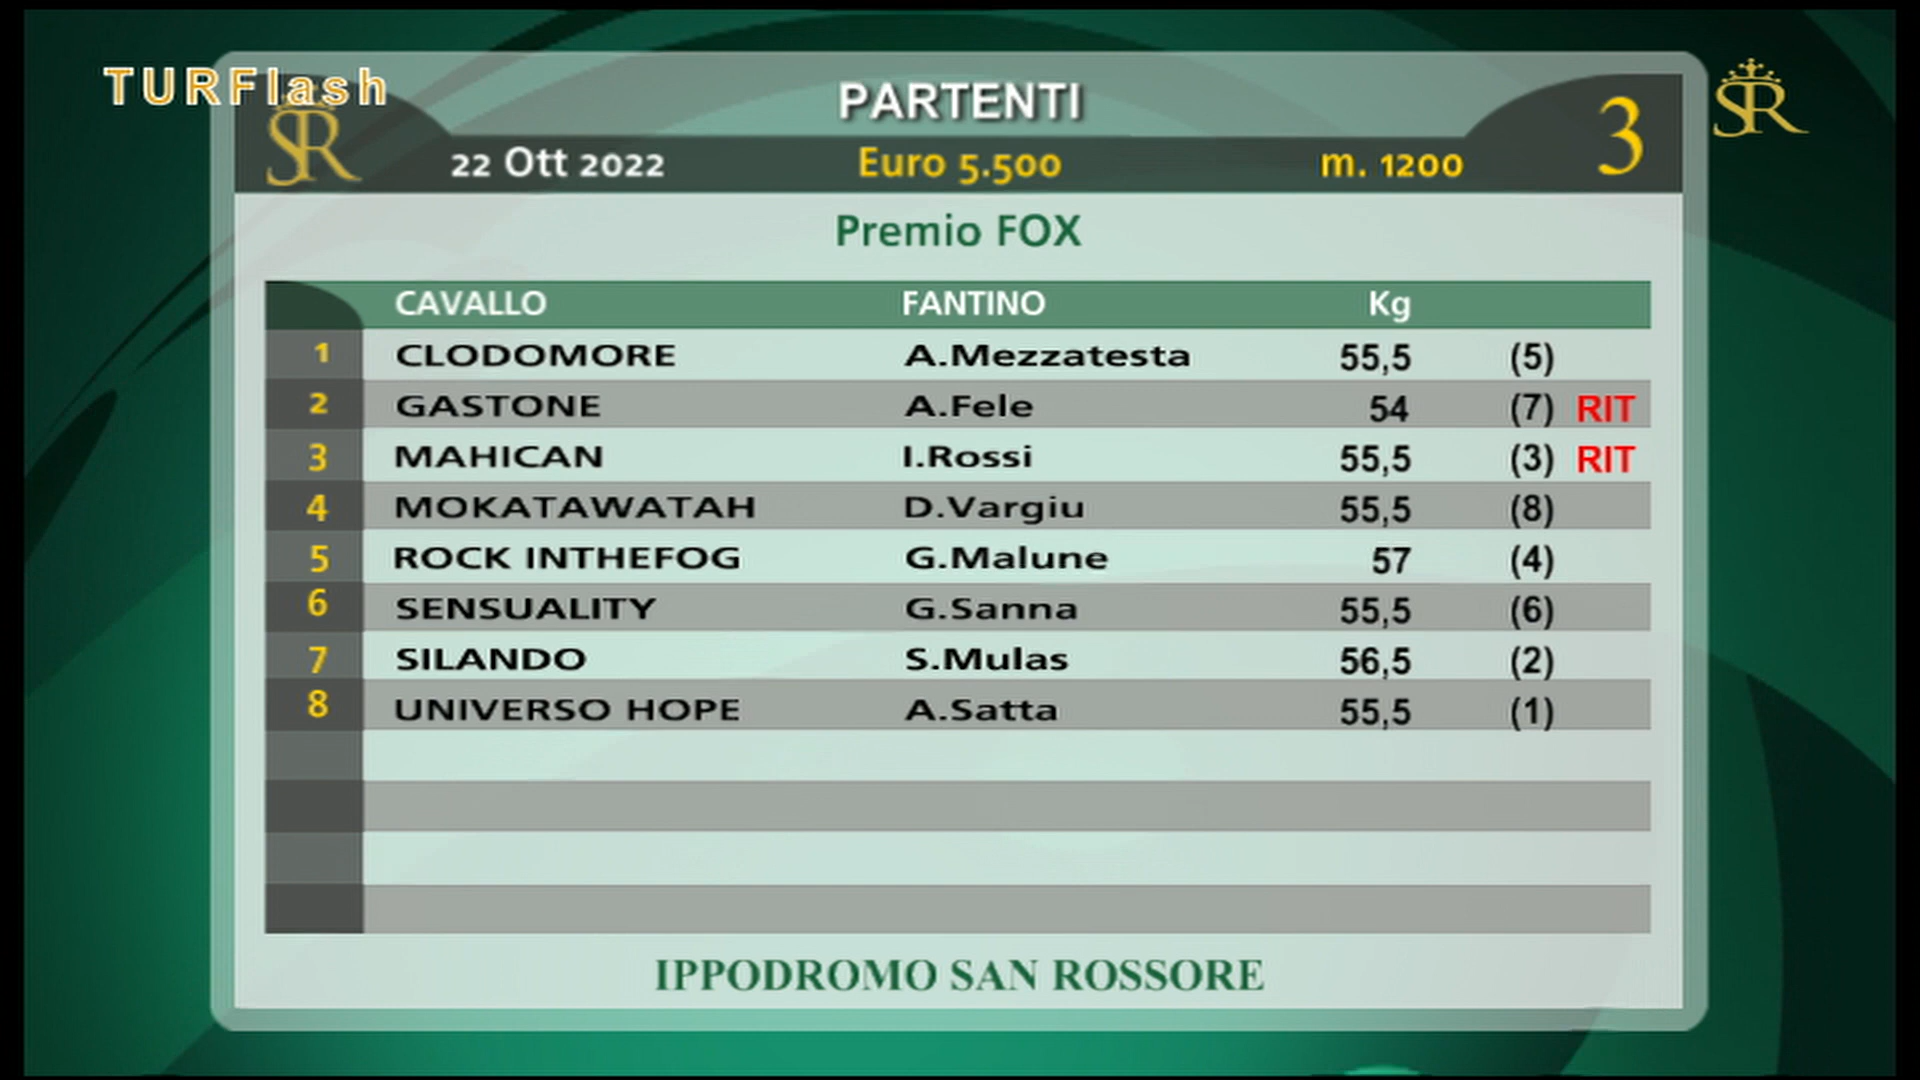 TURFlash
PARTENTI
SR
3
SR
22 Ott 2022 Euro 5.500 m. 1200
Premio FOX
CAVALLO FANTINO Kg
1 CLODOMORE A.Mezzatesta 55,5 (5)
2 GASTONE A.Fele 54 (7) RIT
3 MAHICAN I.Rossi 55,5 (3) RIT
4 MOKATAWATAH D.Vargiu 55,5 (8)
5 ROCK INTHEFOG G.Malune 57 (4)
6 SENSUALITY G.Sanna 55,5 (6)
7 SILANDO S.Mulas 56,5 (2)
8 UNIVERSO HOPE A.Satta 55,5 (1)
IPPODROMO SAN ROSSORE